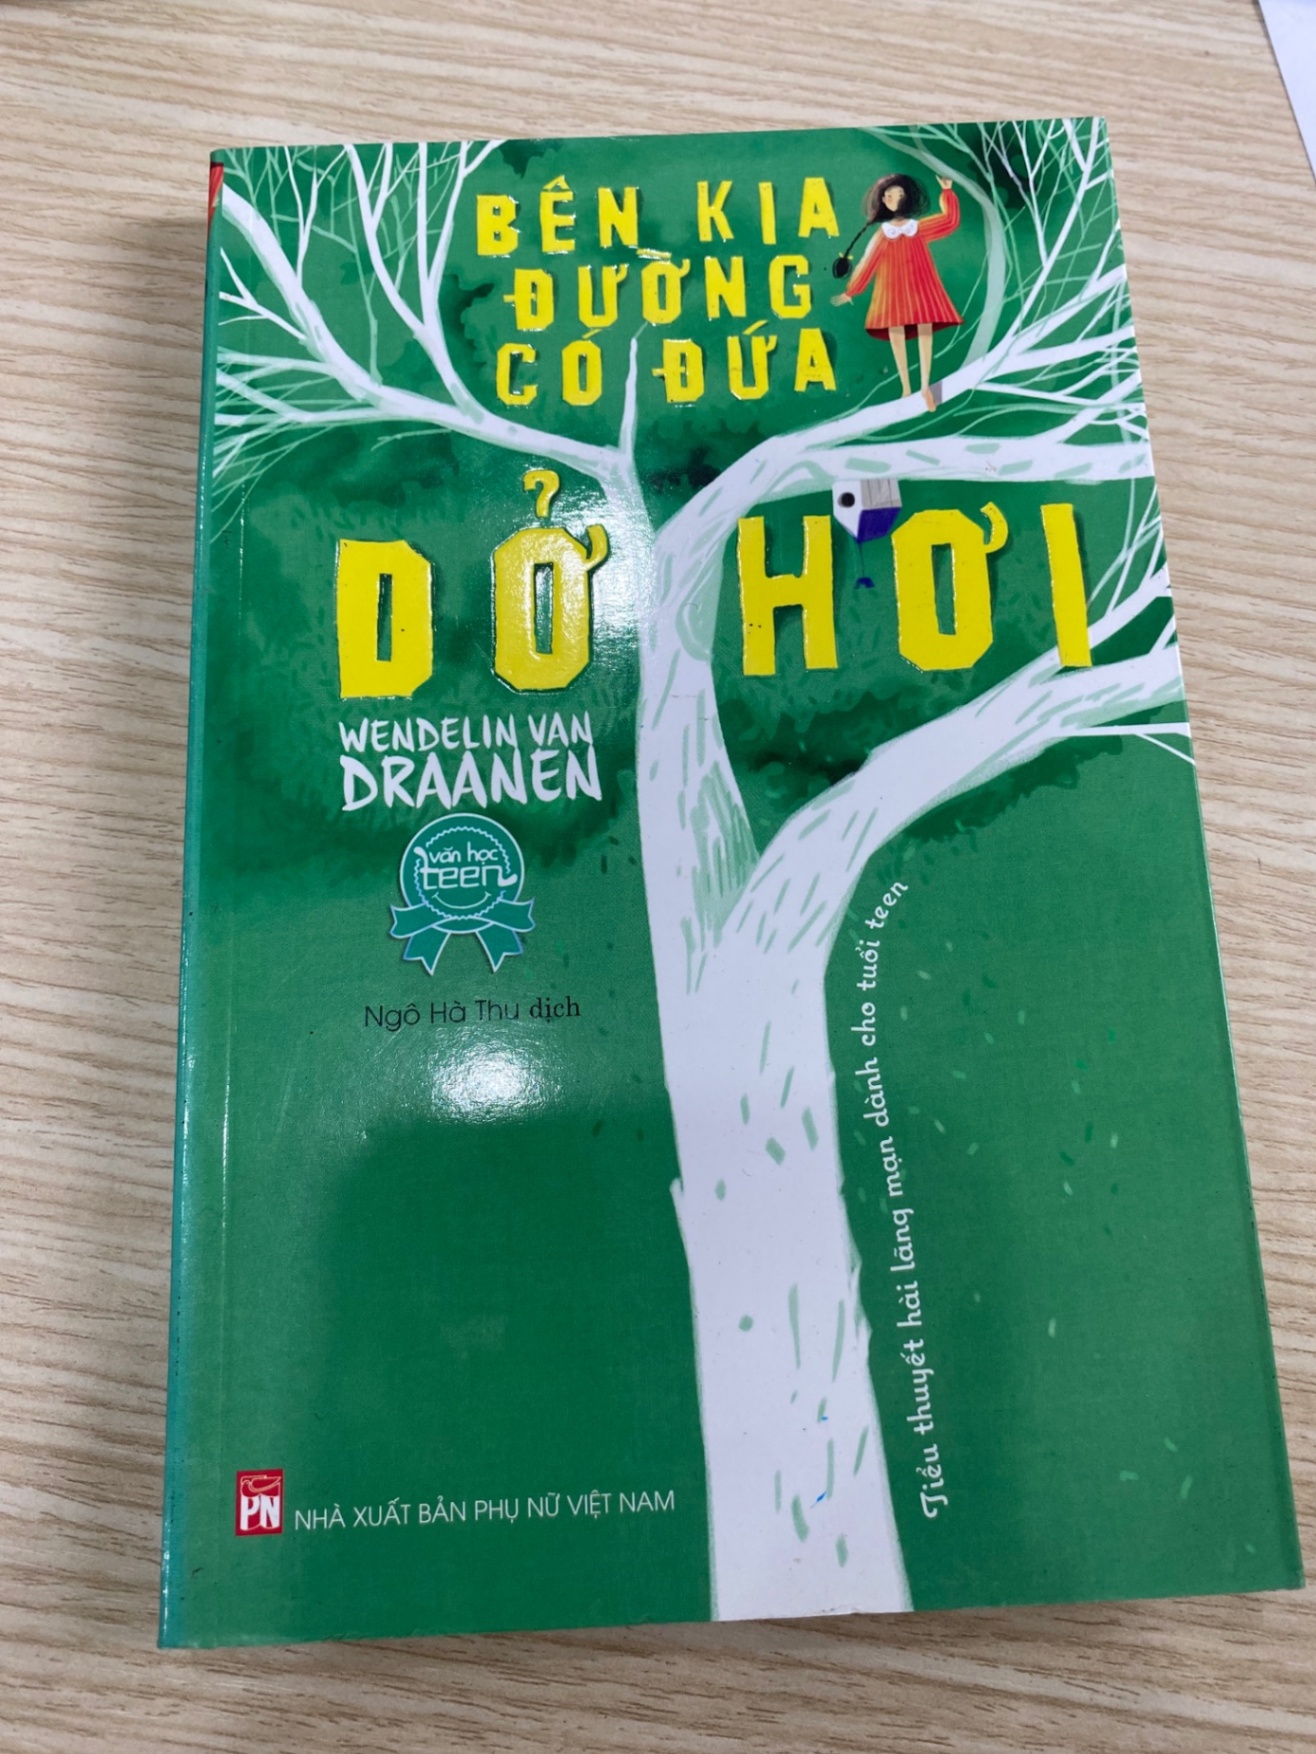 BÊN KIA
ĐƯỜNG
CÓ ĐỨA
DỞ HƠI
WENDELIN VAN
DRAANEN
văn học
teen
Ngô Hà Thu dịch
Tiểu thuyết hài lãng mạn dành cho tuổi teen
PN
NHÀ XUẤT BẢN PHỤ NỮ VIỆT NAM